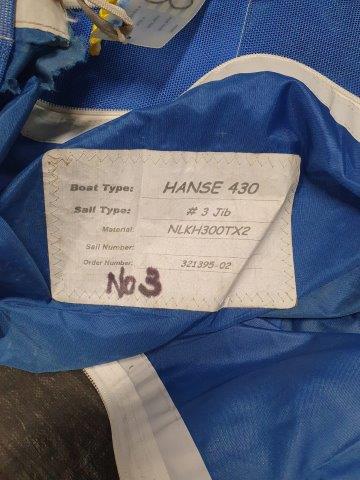 Boat Type: HANSE 430
Sail Type: # 3 Jib
Material: NLKH300TX2
Sail Number:
Order Number: 321395-02
No 3